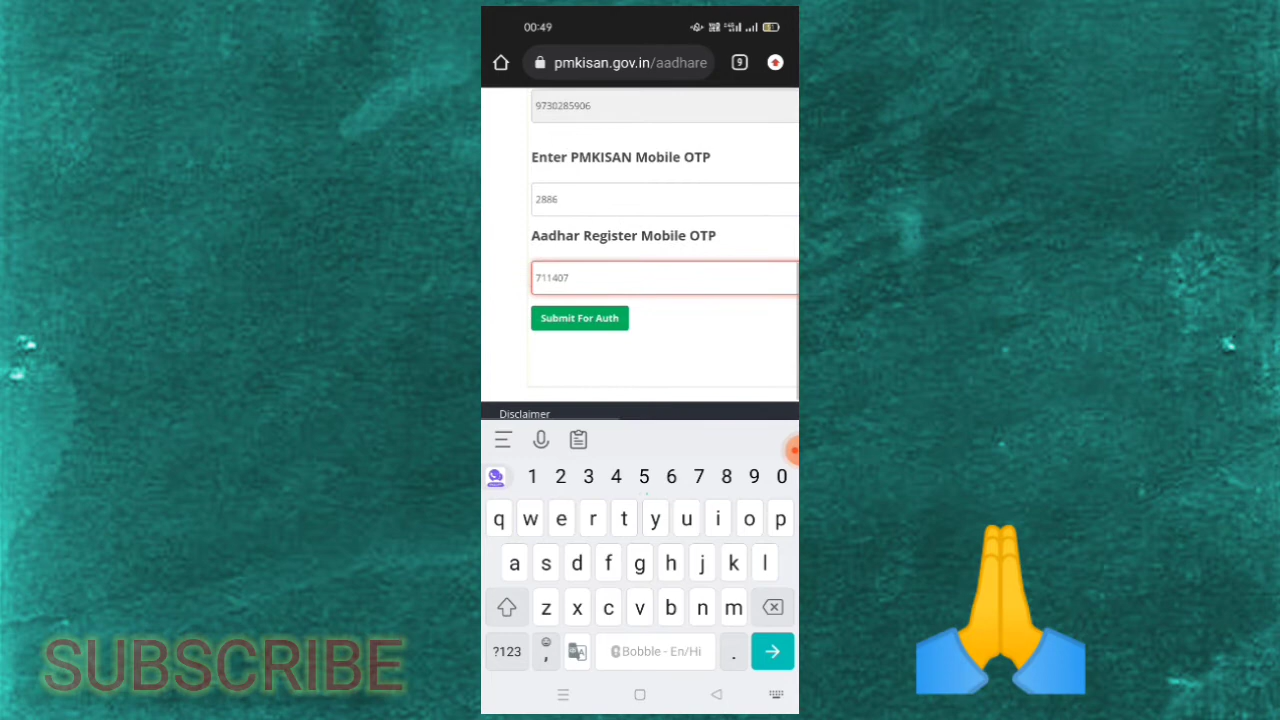 00:49
pmkisan.gov.in/aadhare
9
9730285906
Enter PMKISAN Mobile OTP
2886
Aadhar Register Mobile OTP
711407
Submit For Auth
Disclaimer
1 2 3 4 5 6 7 8 9 0
q w e r t y u i o p
a s d f g h j k l
z x c v b n m
?123 , Bobble - En/Hi .
SUBSCRIBE